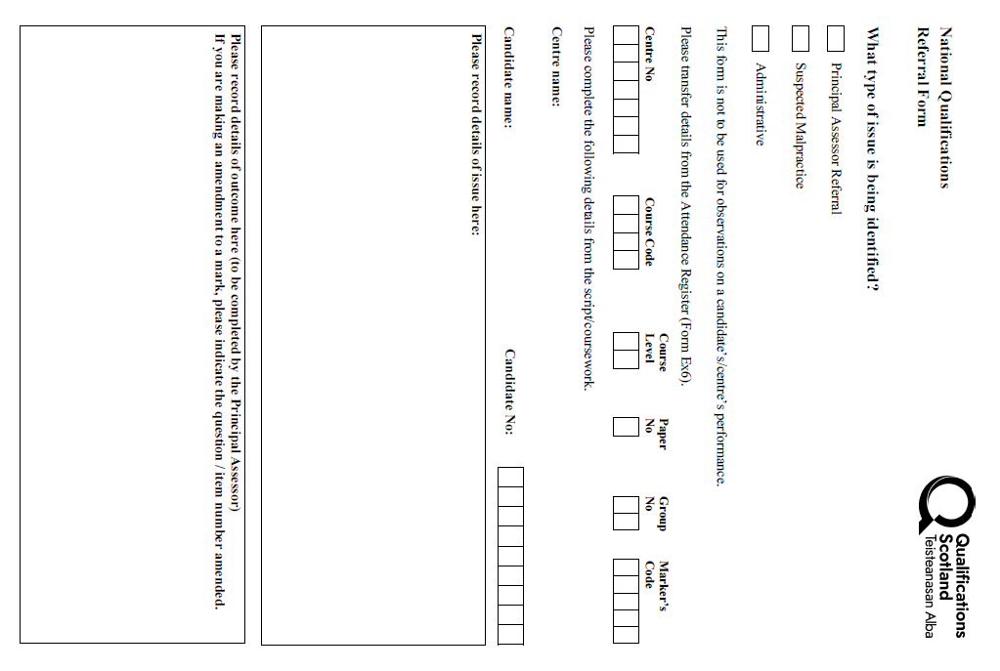 National Qualifications
Referral Form
Qualifications
Scotland
Teisteanasan Alba
What type of issue is being identified?
Principal Assessor Referral
Suspected Malpractice
Administrative
This form is not to be used for observations on a candidate's/centre's performance.
Please transfer details from the Attendance Register (Form Ex6).
Centre No
Course Code
Course
Level
Paper
No
Group
No
Marker's
Code
Please complete the following details from the script/coursework.
Centre name:
Candidate name:
Candidate No:
Please record details of issue here:
Please record details of outcome here (to be completed by the Principal Assessor)
If you are making an amendment to a mark, please indicate the question / item number amended.